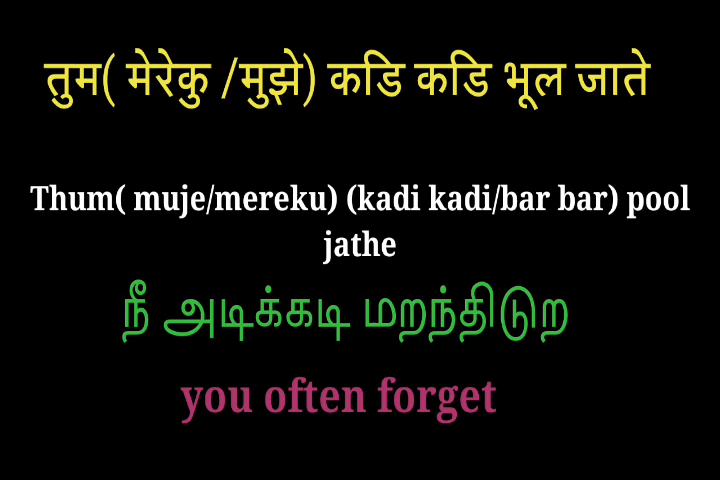 तुम( मेरेकु /मुझे) कडि कडि भूल जाते
Thum( muje/mereku) (kadi kadi/bar bar) pool
jathe
நீ அடிக்கடி மறந்திடுற
you often forget